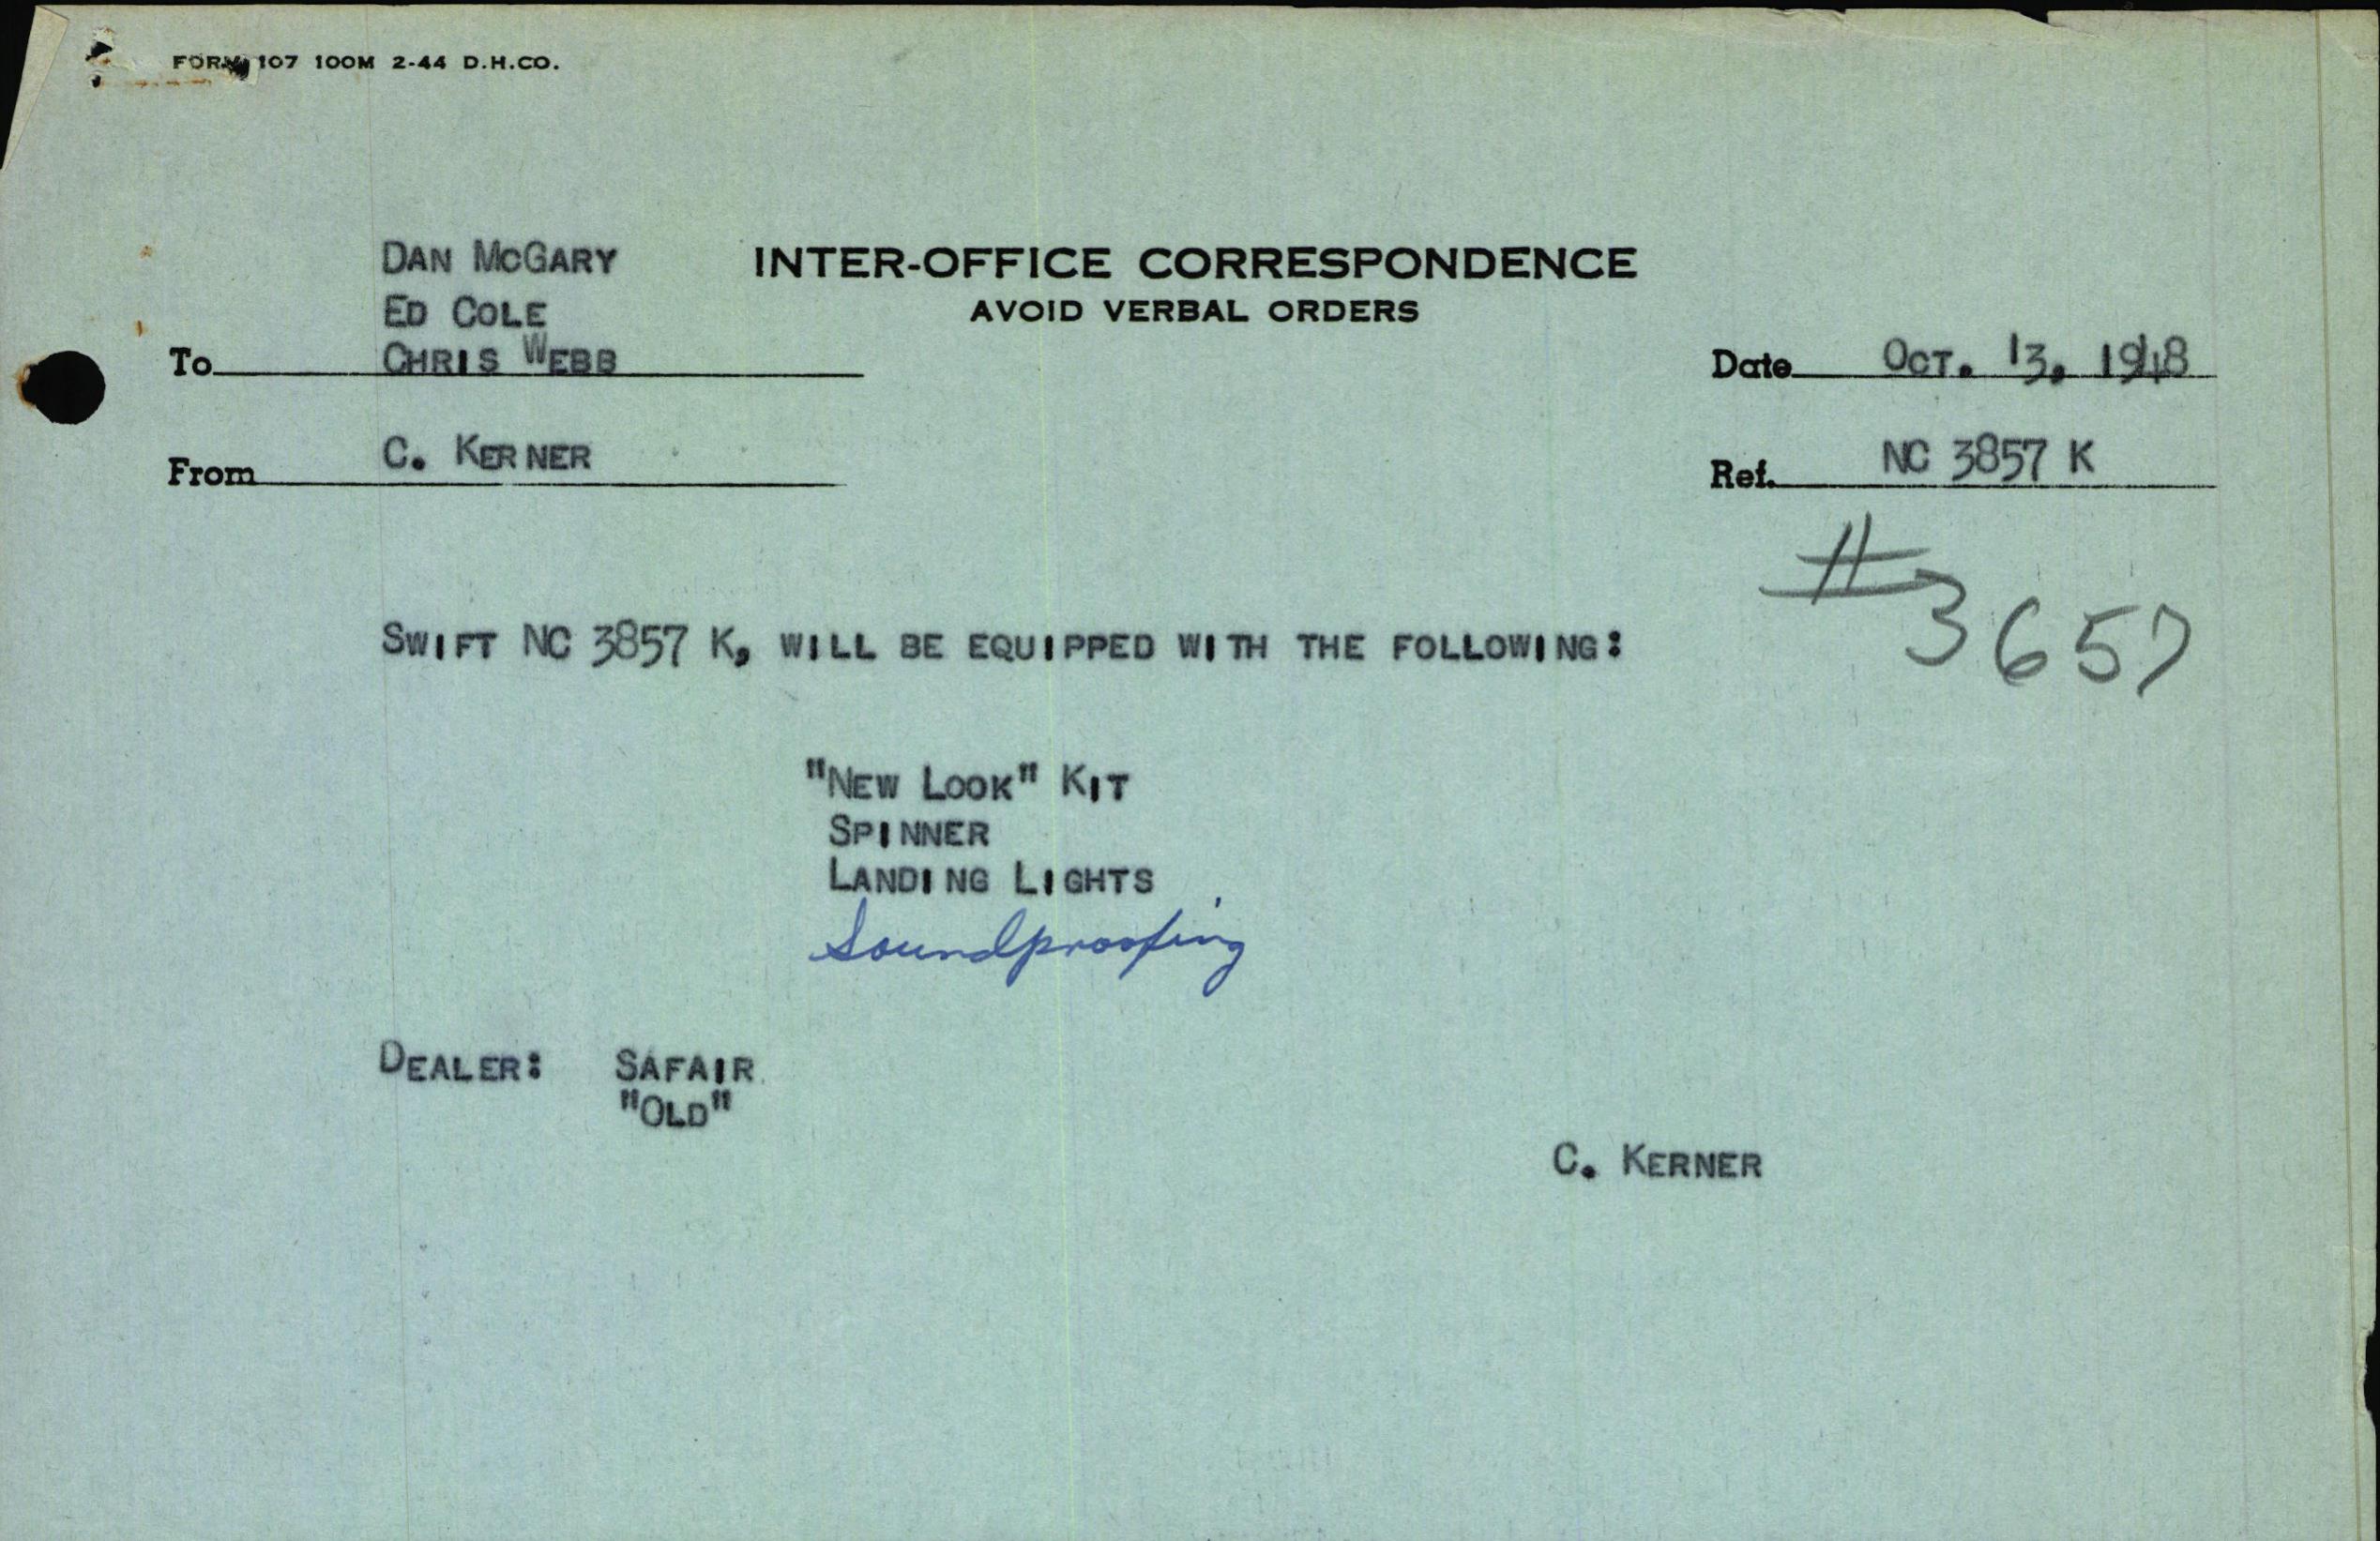 FORM 107 100M 2-44 D.H.CO.
INTER-OFFICE CORRESPONDENCE
AVOID VERBAL ORDERS
DAN MCGARY
ED COLE
To CHRIS WEBB
Date OCT. 13, 1948
From C. KERNER
Ref. NC 3857 K
#3657
SWIFT NC 3857 K, WILL BE EQUIPPED WITH THE FOLLOWING:
"NEW LOOK" KIT
SPINNER
LANDING LIGHTS
Soundproofing
DEALER: SAFAIR
"OLD"
C. KERNER